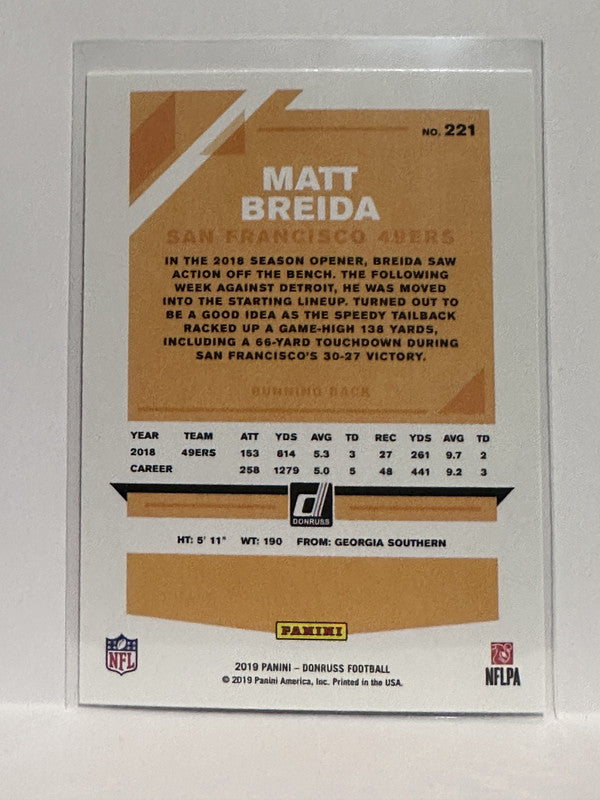 NO. 221
MATT
BREIDA
SAN FRANCISCO 49ERS
IN THE 2018 SEASON OPENER, BREIDA SAW
ACTION OFF THE BENCH. THE FOLLOWING
WEEK AGAINST DETROIT, HE WAS MOVED
INTO THE STARTING LINEUP. TURNED OUT TO
BE A GOOD IDEA AS THE SPEEDY TAILBACK
RACKED UP A GAME-HIGH 138 YARDS,
INCLUDING A 66-YARD TOUCHDOWN DURING
SAN FRANCISCO'S 30-27 VICTORY.
RUNNING BACK
YEAR TEAM ATT YDS AVG TD REC YDS AVG TD
2018 49ERS 153 814 5.3 3 27 261 9.7 2
CAREER 258 1279 5.0 5 48 441 9.2 3
d
DONRUSS
HT: 5' 11" WT: 190 FROM: GEORGIA SOUTHERN
PANINI
NFL
2019 PANINI – DONRUSS FOOTBALL
© 2019 Panini America, Inc. Printed in the USA.
NFLPA